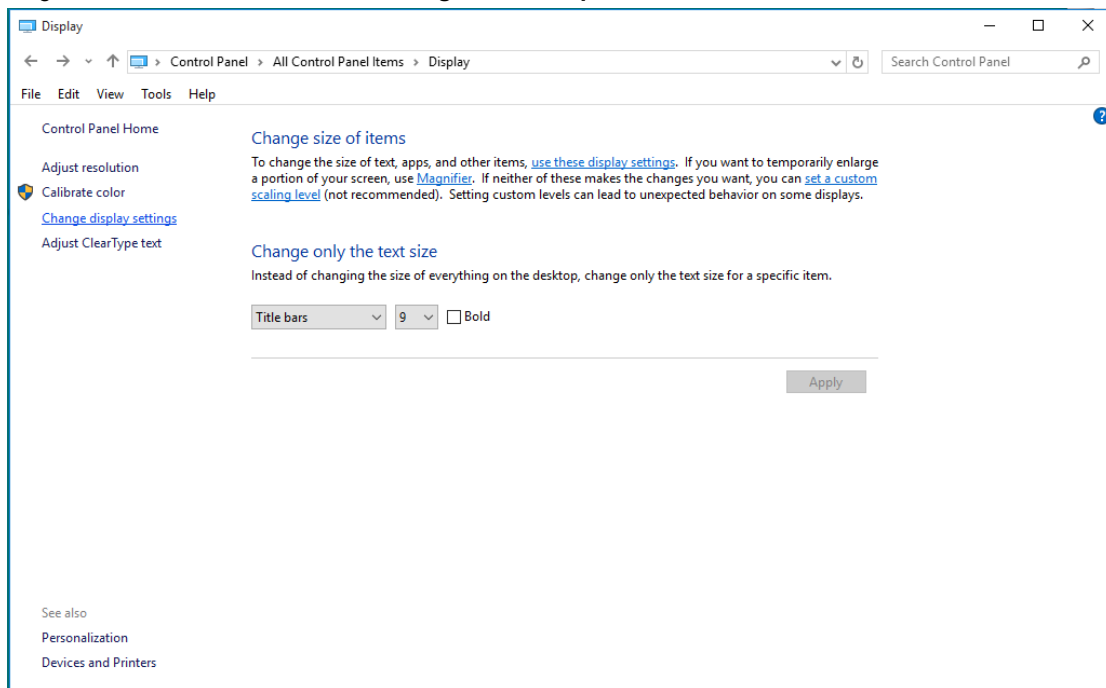 Display
Control Panel > All Control Panel Items > Display
Search Control Panel
File Edit View Tools Help
Control Panel Home
Adjust resolution
Calibrate color
Change display settings
Adjust ClearType text
Change size of items
To change the size of text, apps, and other items, use these display settings. If you want to temporarily enlarge
a portion of your screen, use Magnifier. If neither of these makes the changes you want, you can set a custom
scaling level (not recommended). Setting custom levels can lead to unexpected behavior on some displays.
Change only the text size
Instead of changing the size of everything on the desktop, change only the text size for a specific item.
Title bars 9 Bold
Apply
See also
Personalization
Devices and Printers